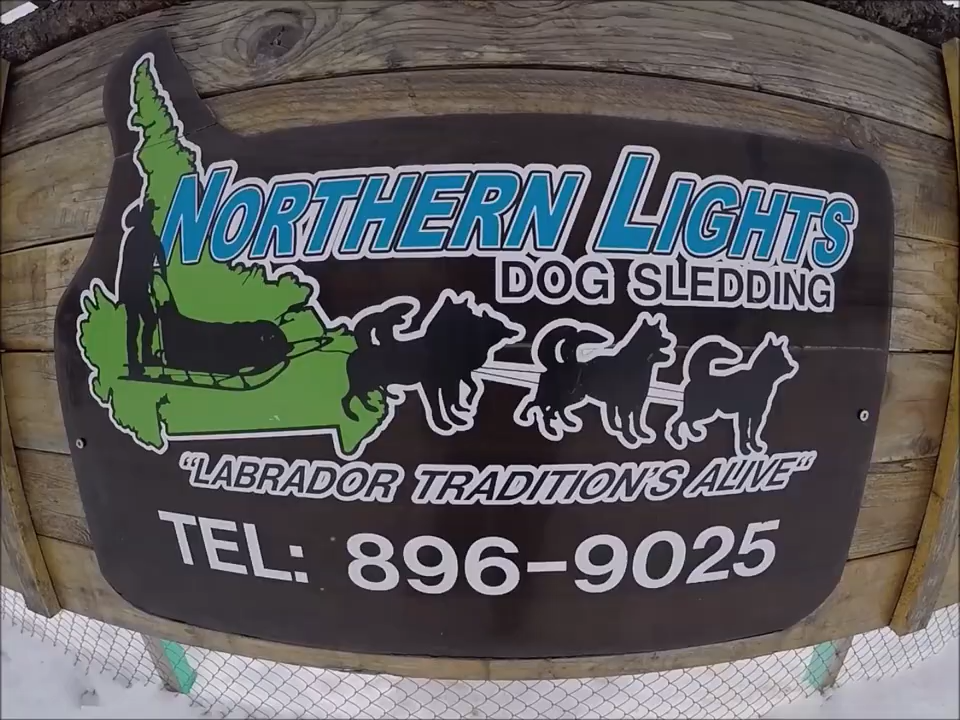 NORTHERN LIGHTS
DOG SLEDDING
"LABRADOR TRADITION'S ALIVE"
TEL: 896-9025